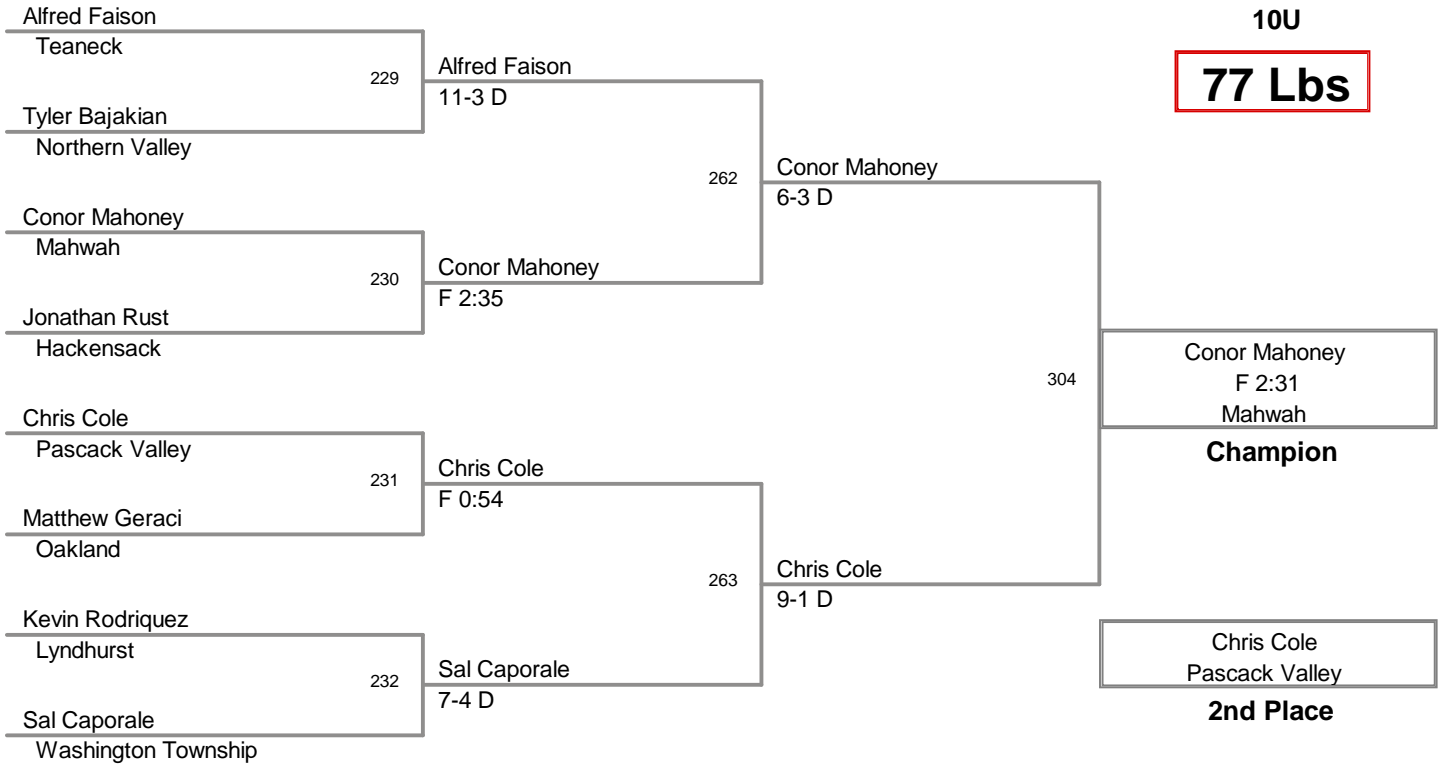 Alfred Faison
Teaneck
229
Tyler Bajakian
Northern Valley
Conor Mahoney
Mahwah
230
Jonathan Rust
Hackensack
Chris Cole
Pascack Valley
231
Matthew Geraci
Oakland
Kevin Rodriquez
Lyndhurst
232
Sal Caporale
Washington Township
Alfred Faison
11-3 D
262
Conor Mahoney
F 2:35
Chris Cole
F 0:54
263
Sal Caporale
7-4 D
Conor Mahoney
6-3 D
304
Chris Cole
9-1 D
10U
77 Lbs
Conor Mahoney
F 2:31
Mahwah
Champion
Chris Cole
Pascack Valley
2nd Place